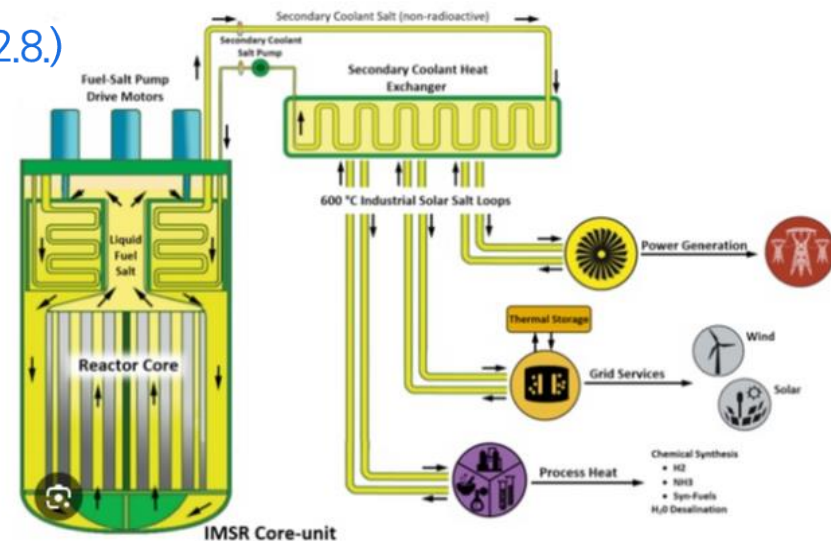 2.8.)
Secondary Coolant Salt (non-radioactive)
Secondary Coolant
Salt Pump
Fuel-Salt Pump
Drive Motors
Secondary Coolant Heat
Exchanger
600 °C Industrial Solar Salt Loops
Liquid
Fuel
Salt
Power Generation
Thermal Storage
Wind
Reactor Core
Grid Services
Solar
Process Heat
Chemical Synthesis
• H2
• NH3
• Syn-Fuels
H₂0 Desalination
IMSR Core-unit